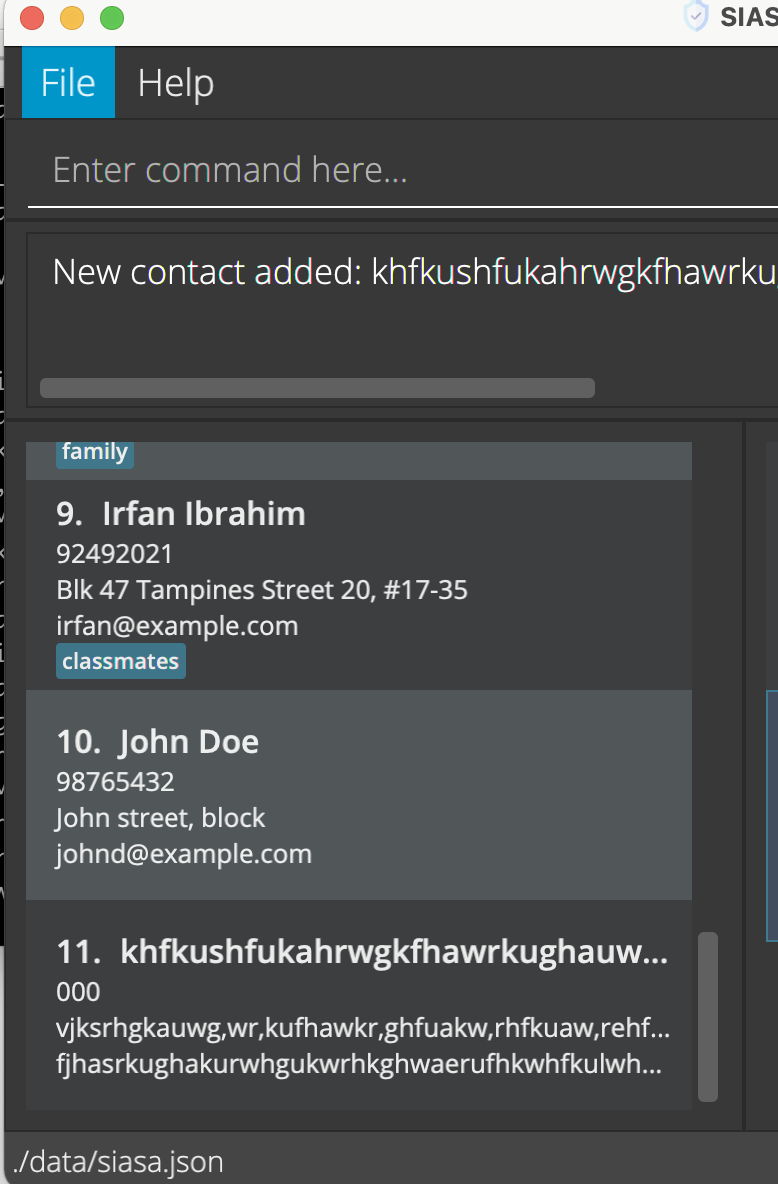 SIAS
File Help
Enter command here...
New contact added: khfkushfukahrwgkfhawrku
family
9. Irfan Ibrahim
92492021
Blk 47 Tampines Street 20, #17-35
irfan@example.com
classmates
10. John Doe
98765432
John street, block
johnd@example.com
11. khfkushfukahrwgkfhawrkughauw...
000
vjksrhgkauwg,wr,kufhawkr,ghfuakw,rhfkuaw,rehf...
fjhasrkughakurwhgukwrhkghwaerufhkwhfkulwh...
./data/siasa.json